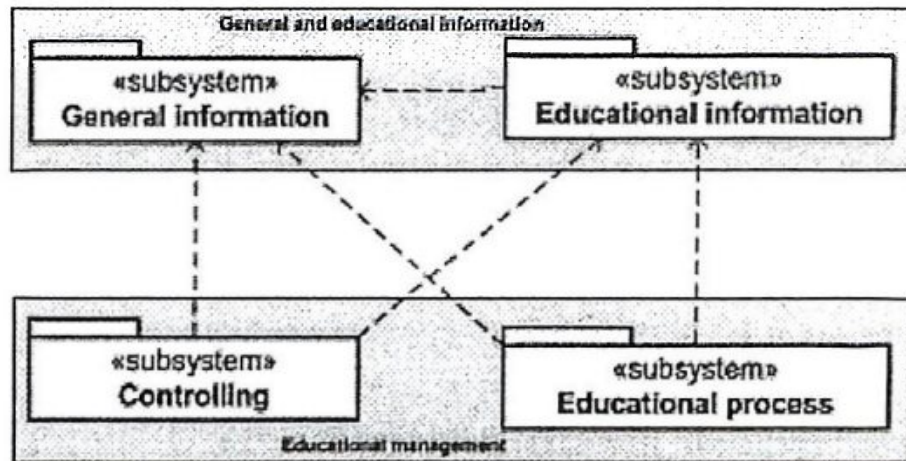 General and educational information
«subsystem»
General information
«subsystem»
Educational information
«subsystem»
Controlling
«subsystem»
Educational process
Educational management